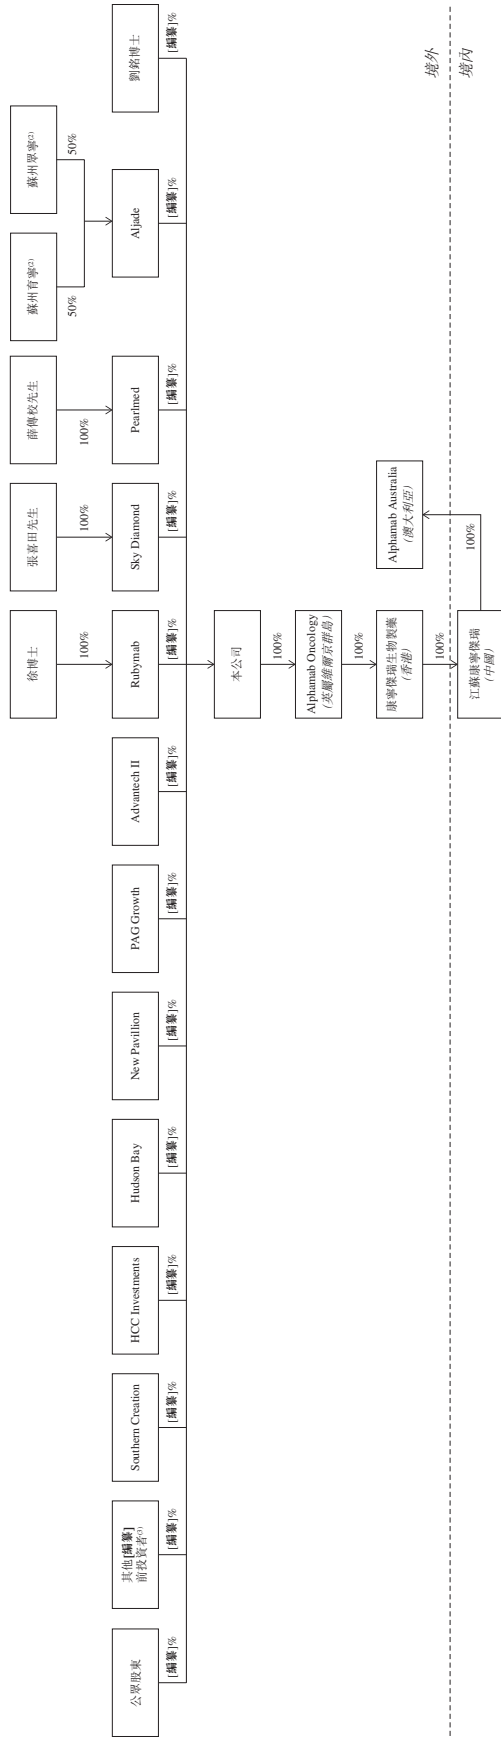 徐博士
張喜田先生
薛傳校先生
蘇州育寧(2)
蘇州眾寧(2)
100%
100%
100%
50%
50%
公眾股東
其他[編纂]
前投資者(3)
Southern Creation
HCC Investments
Hudson Bay
New Pavillion
PAG Growth
Advantech II
Rubymab
Sky Diamond
Pearlmed
Aljade
劉銘博士
[編纂]%
[編纂]%
[編纂]%
[編纂]%
[編纂]%
[編纂]%
[編纂]%
[編纂]%
[編纂]%
[編纂]%
[編纂]%
[編纂]%
[編纂]%
本公司
100%
Alphamab Oncology
(英屬維爾京群島)
100%
康寧傑瑞生物製藥
(香港)
Alphamab Australia
(澳大利亞)
100%
境外
境內
100%
江蘇康寧傑瑞
(中國)